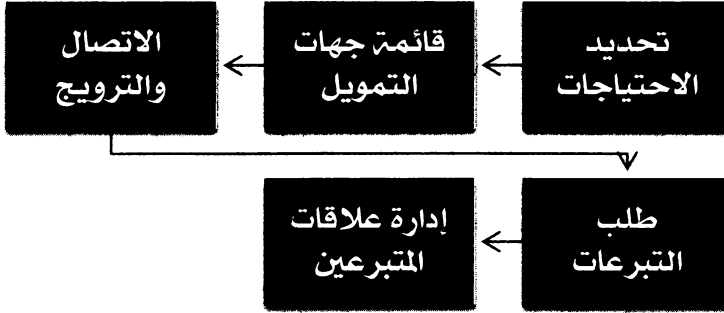 تحديد
الاحتياجات
قائمة جهات
التمويل
الاتصال
والترويج
طلب
التبرعات
إدارة علاقات
المتبرعين